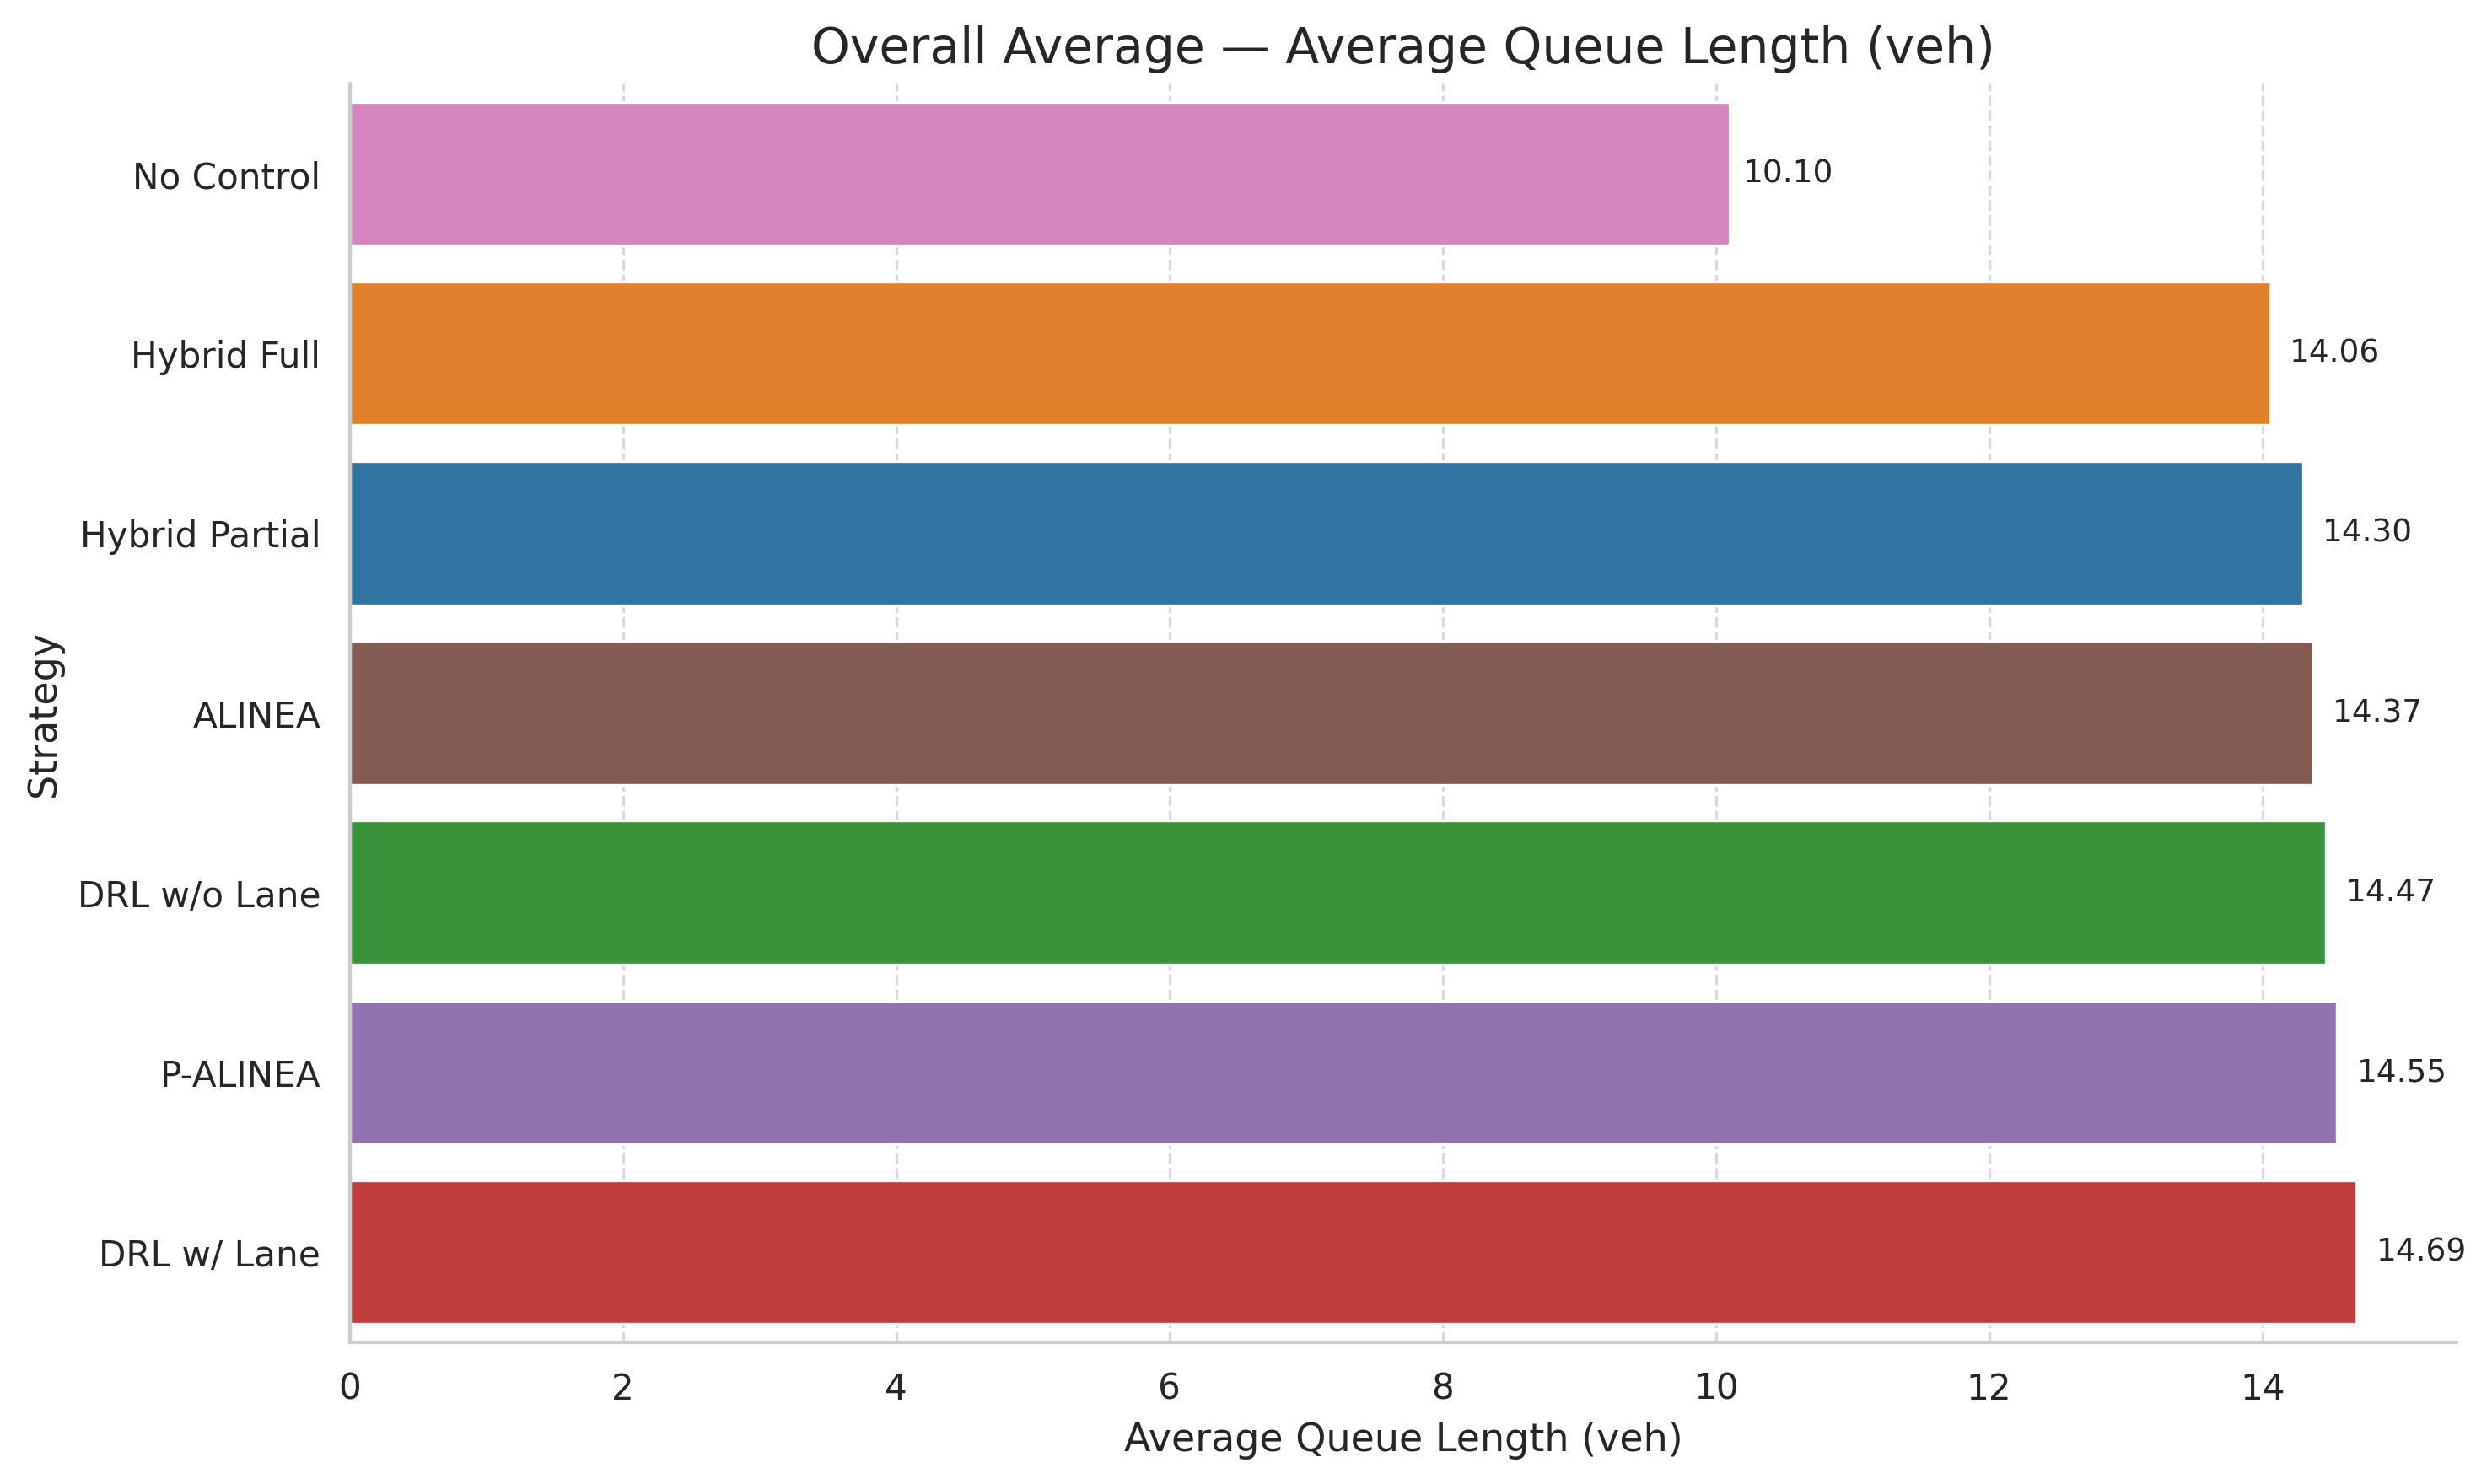 Overall Average — Average Queue Length (veh)
No Control
10.10
Hybrid Full
14.06
Hybrid Partial
14.30
ALINEA
14.37
DRL w/o Lane
14.47
P-ALINEA
14.55
DRL w/ Lane
14.69
Strategy
0 2 4 6 8 10 12 14
Average Queue Length (veh)